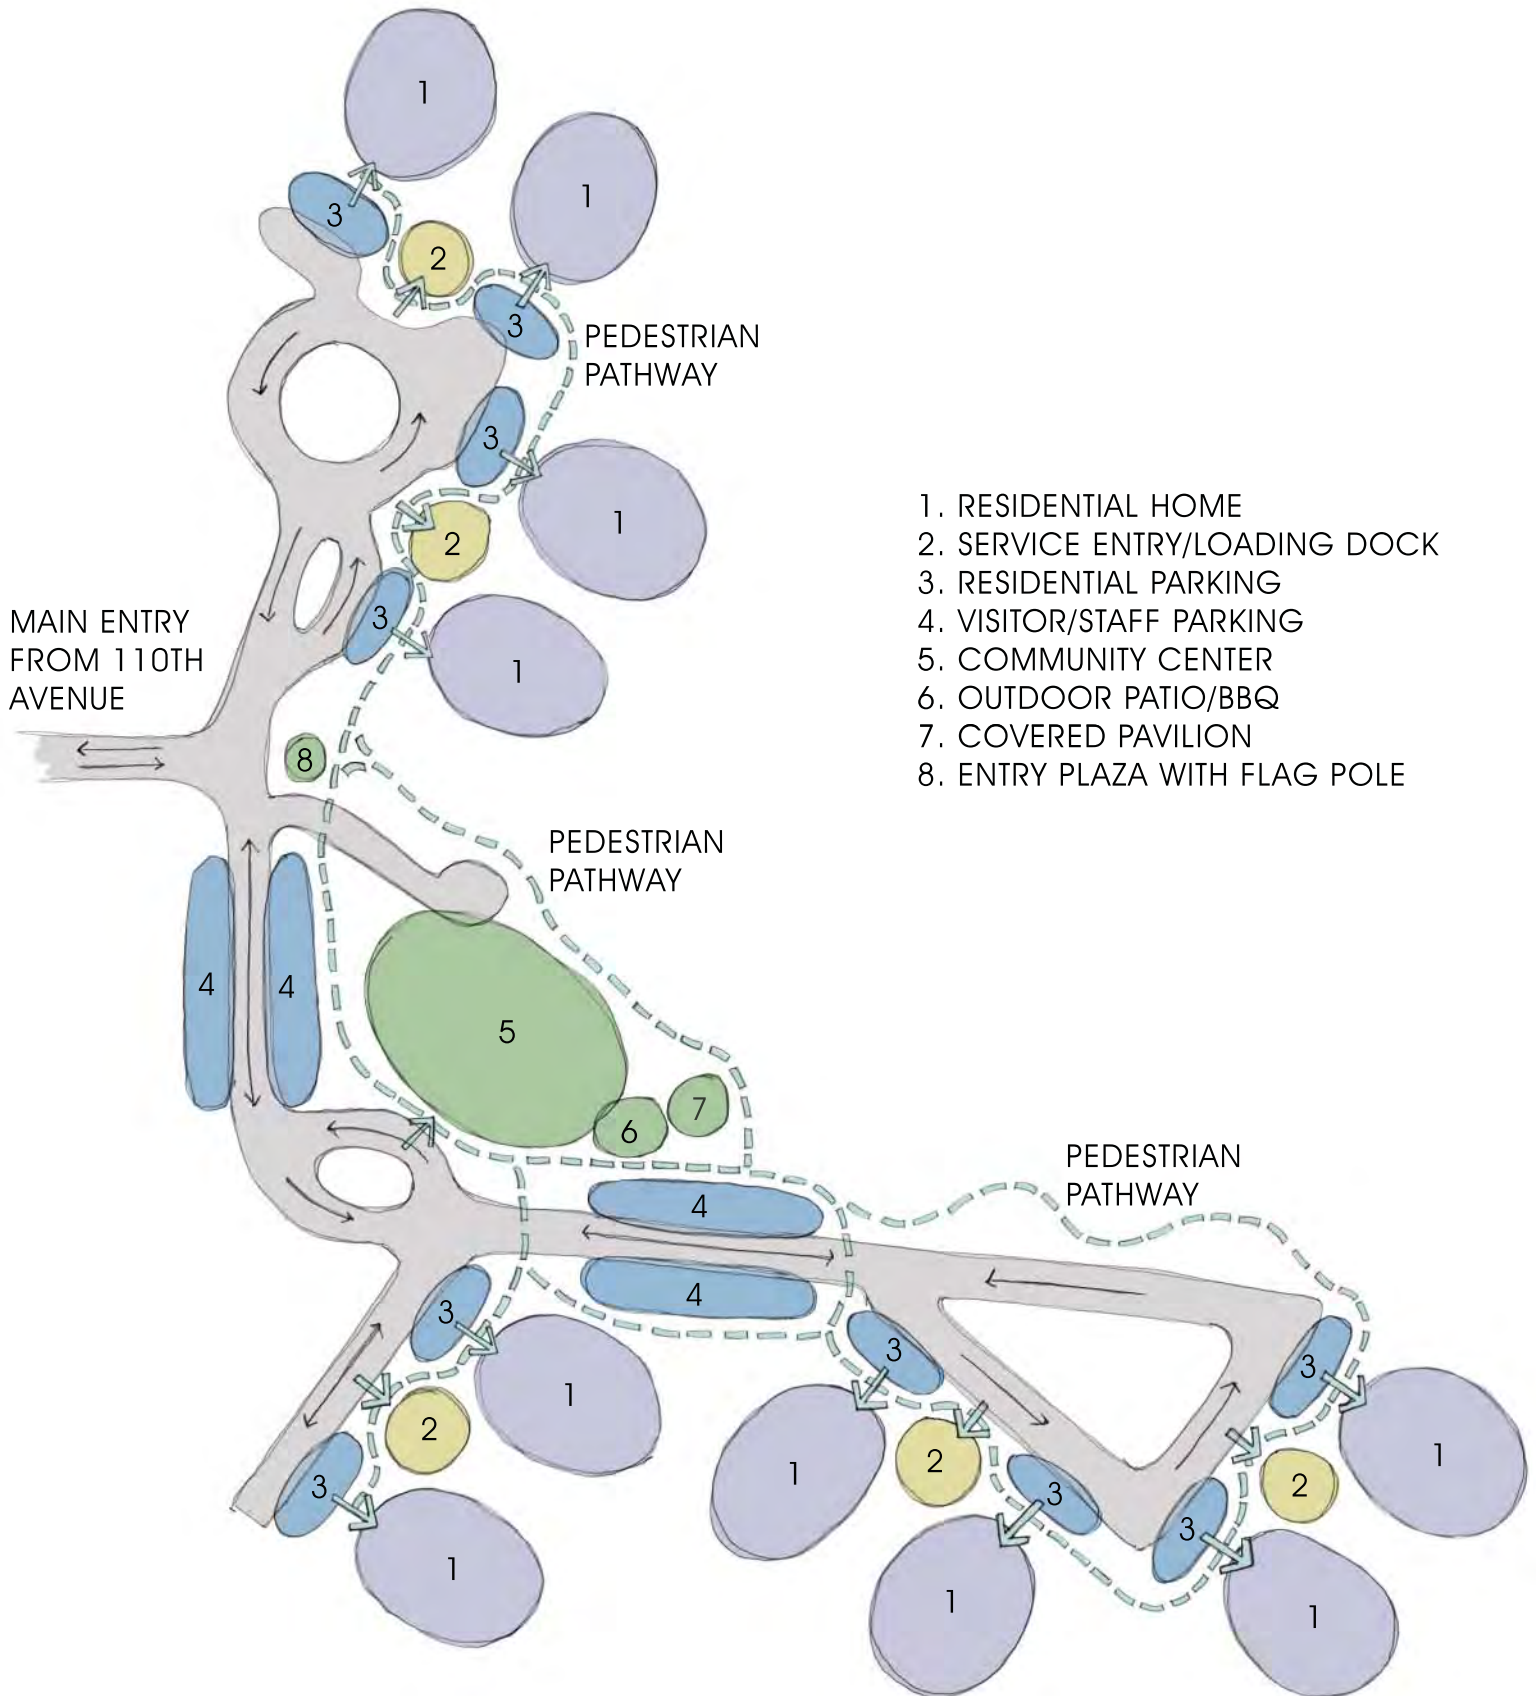 1
1
3
2
3
PEDESTRIAN
PATHWAY
3
1
2
3
1
MAIN ENTRY
FROM 110TH
AVENUE
1. RESIDENTIAL HOME
2. SERVICE ENTRY/LOADING DOCK
3. RESIDENTIAL PARKING
4. VISITOR/STAFF PARKING
5. COMMUNITY CENTER
6. OUTDOOR PATIO/BBQ
7. COVERED PAVILION
8. ENTRY PLAZA WITH FLAG POLE
8
PEDESTRIAN
PATHWAY
4
4
5
6
7
PEDESTRIAN
PATHWAY
4
4
3
1
2
3
1
3
1
2
3
1
3
1
2
3
1